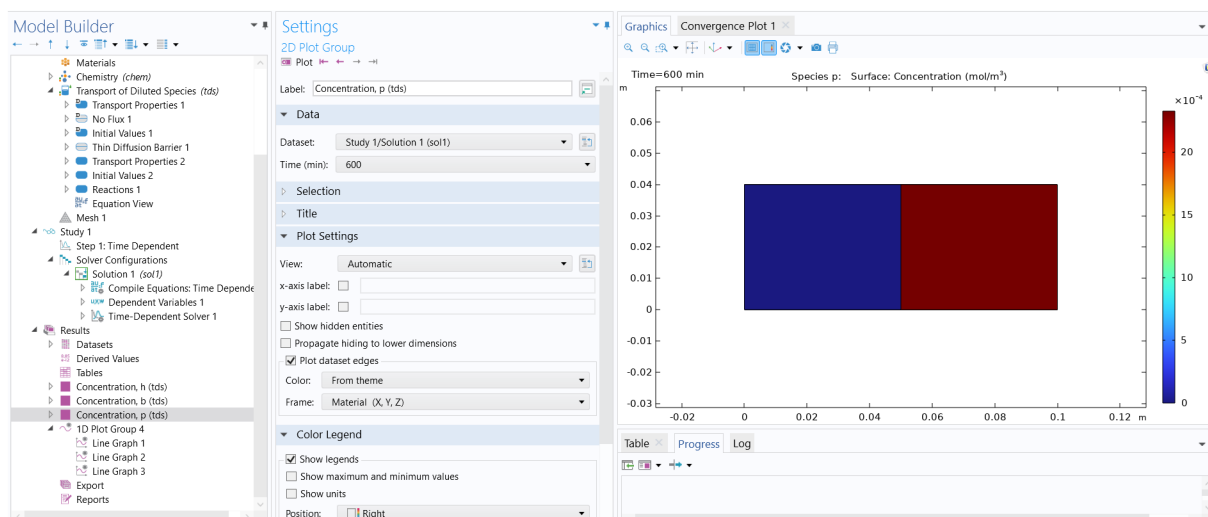 Model Builder
Materials
Chemistry (chem)
Transport of Diluted Species (tds)
Transport Properties 1
No Flux 1
Initial Values 1
Thin Diffusion Barrier 1
Transport Properties 2
Initial Values 2
Reactions 1
Equation View
Mesh 1
Study 1
Step 1: Time Dependent
Solver Configurations
Solution 1 (sol1)
Compile Equations: Time Depende
Dependent Variables 1
Time-Dependent Solver 1
Results
Datasets
Derived Values
Tables
Concentration, h (tds)
Concentration, b (tds)
Concentration, p (tds)
1D Plot Group 4
Line Graph 1
Line Graph 2
Line Graph 3
Export
Reports
Settings
2D Plot Group
Plot
Label: Concentration, p (tds)
Data
Dataset: Study 1/Solution 1 (sol1)
Time (min): 600
Selection
Title
Plot Settings
View: Automatic
x-axis label:
y-axis label:
Show hidden entities
Propagate hiding to lower dimensions
Plot dataset edges
Color: From theme
Frame: Material (X, Y, Z)
Color Legend
Show legends
Show maximum and minimum values
Show units
Position: Right
Graphics Convergence Plot 1
Time=600 min Species p: Surface: Concentration (mol/m³)
m
0.06
0.05
0.04
0.03
0.02
0.01
0
-0.01
-0.02
-0.03
-0.02 0 0.02 0.04 0.06 0.08 0.1 0.12 m
×10⁻⁴
20
15
10
5
0
Table Progress Log